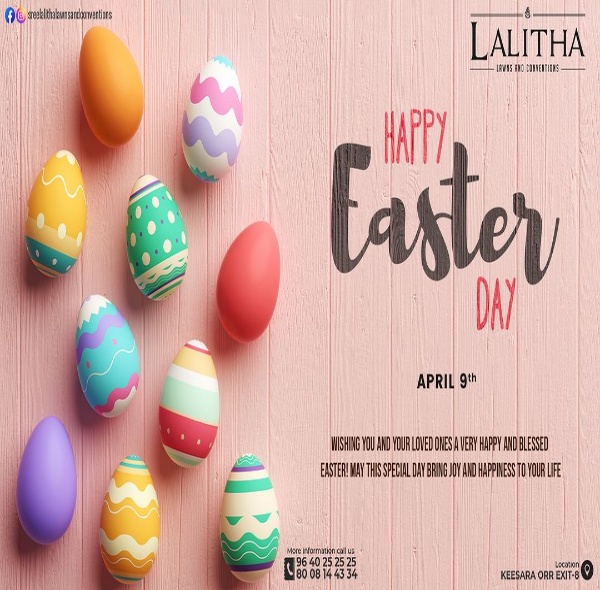 sreelalithalawnsandconventions
LALITHA
LAWNS AND CONVENTIONS
HAPPY
Easter
DAY
APRIL 9th
WISHING YOU AND YOUR LOVED ONES A VERY HAPPY AND BLESSED
EASTER! MAY THIS SPECIAL DAY BRING JOY AND HAPPINESS TO YOUR LIFE
More information call us
96 40 25 25 25
80 08 14 43 34
Location
KEESARA ORR EXIT-8